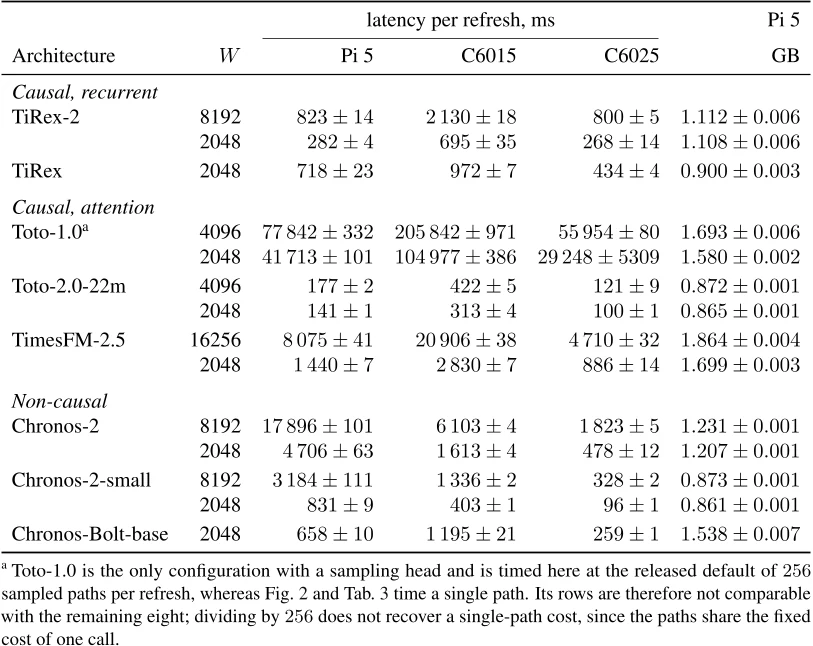 latency per refresh, ms Pi 5
Architecture W Pi 5 C6015 C6025 GB
Causal, recurrent
TiRex-2 8192 823 ± 14 2 130 ± 18 800 ± 5 1.112 ± 0.006
2048 282 ± 4 695 ± 35 268 ± 14 1.108 ± 0.006
TiRex 2048 718 ± 23 972 ± 7 434 ± 4 0.900 ± 0.003
Causal, attention
Toto-1.0a 4096 77 842 ± 332 205 842 ± 971 55 954 ± 80 1.693 ± 0.006
2048 41 713 ± 101 104 977 ± 386 29 248 ± 5309 1.580 ± 0.002
Toto-2.0-22m 4096 177 ± 2 422 ± 5 121 ± 9 0.872 ± 0.001
2048 141 ± 1 313 ± 4 100 ± 1 0.865 ± 0.001
TimesFM-2.5 16256 8 075 ± 41 20 906 ± 38 4 710 ± 32 1.864 ± 0.004
2048 1 440 ± 7 2 830 ± 7 886 ± 14 1.699 ± 0.003
Non-causal
Chronos-2 8192 17 896 ± 101 6 103 ± 4 1 823 ± 5 1.231 ± 0.001
2048 4 706 ± 63 1 613 ± 4 478 ± 12 1.207 ± 0.001
Chronos-2-small 8192 3 184 ± 111 1 336 ± 2 328 ± 2 0.873 ± 0.001
2048 831 ± 9 403 ± 1 96 ± 1 0.861 ± 0.001
Chronos-Bolt-base 2048 658 ± 10 1 195 ± 21 259 ± 1 1.538 ± 0.007
a Toto-1.0 is the only configuration with a sampling head and is timed here at the released default of 256
sampled paths per refresh, whereas Fig. 2 and Tab. 3 time a single path. Its rows are therefore not comparable
with the remaining eight; dividing by 256 does not recover a single-path cost, since the paths share the fixed
cost of one call.